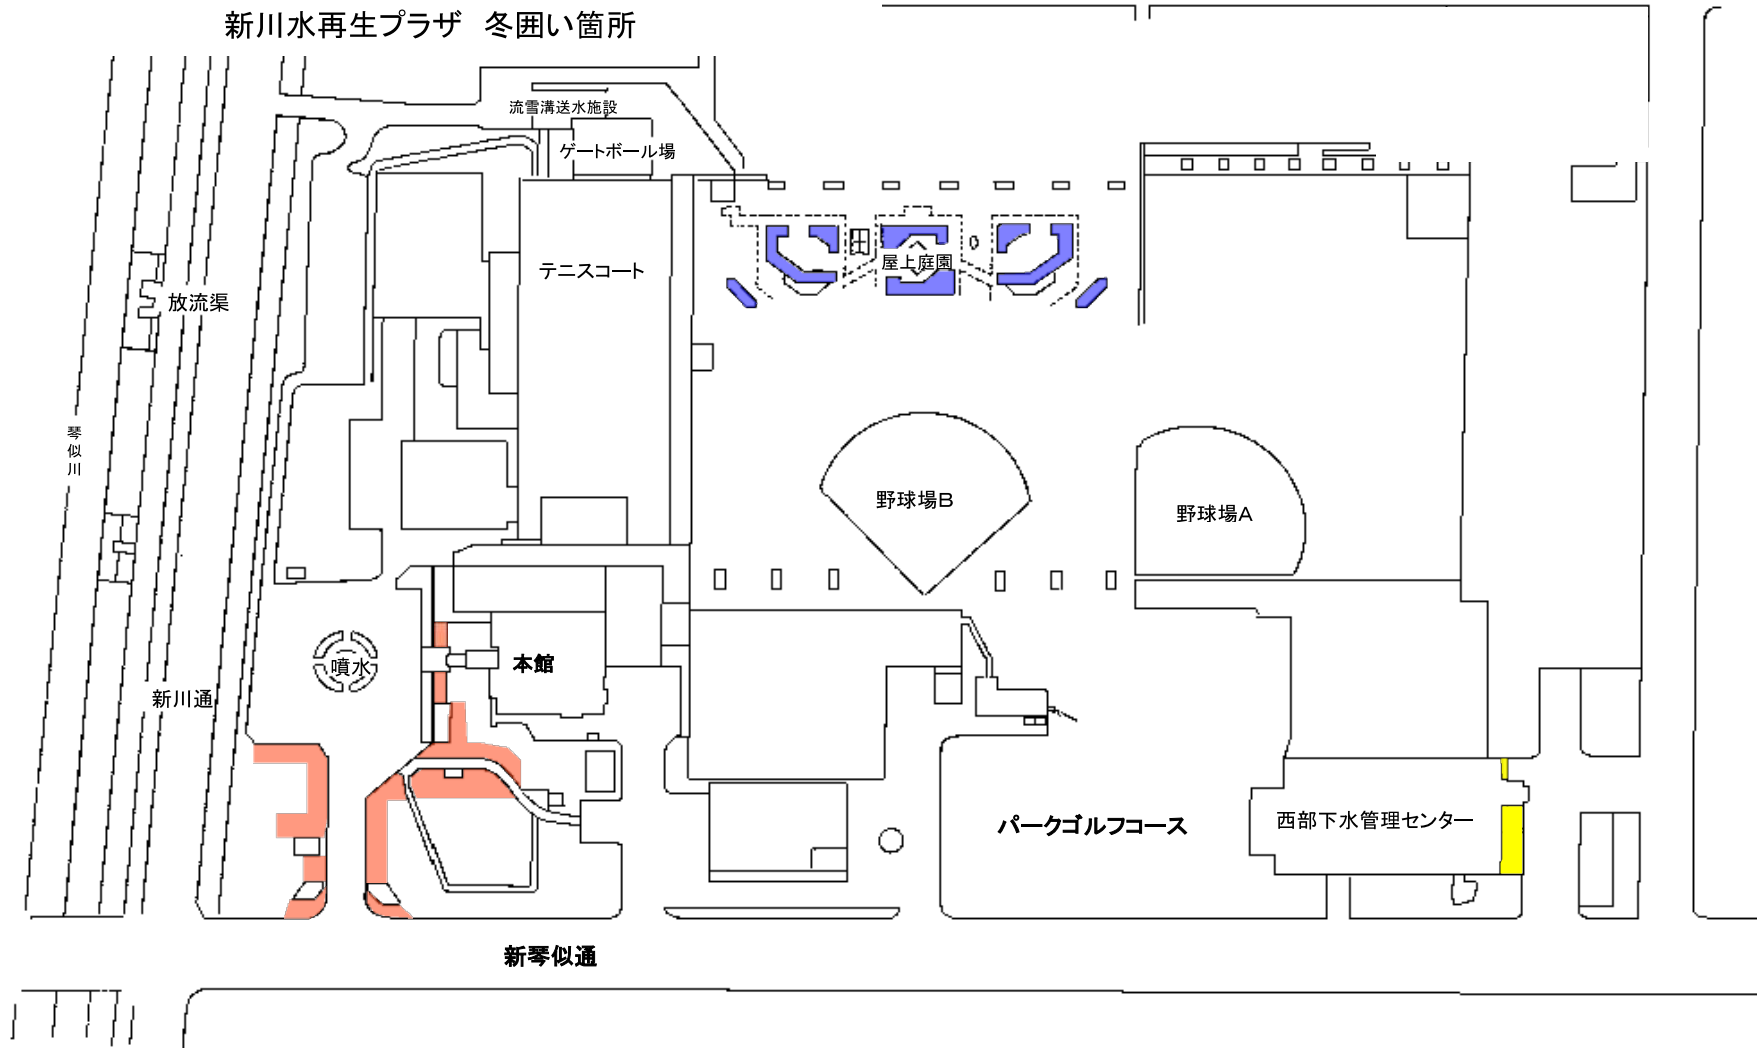 新川水再生プラザ　冬囲い箇所
流雪溝送水施設
ゲートボール場
屋上庭園
テニスコート
放流渠
琴似川
野球場B
野球場A
噴水
本館
新川通
パークゴルフコース
西部下水管理センター
新琴似通